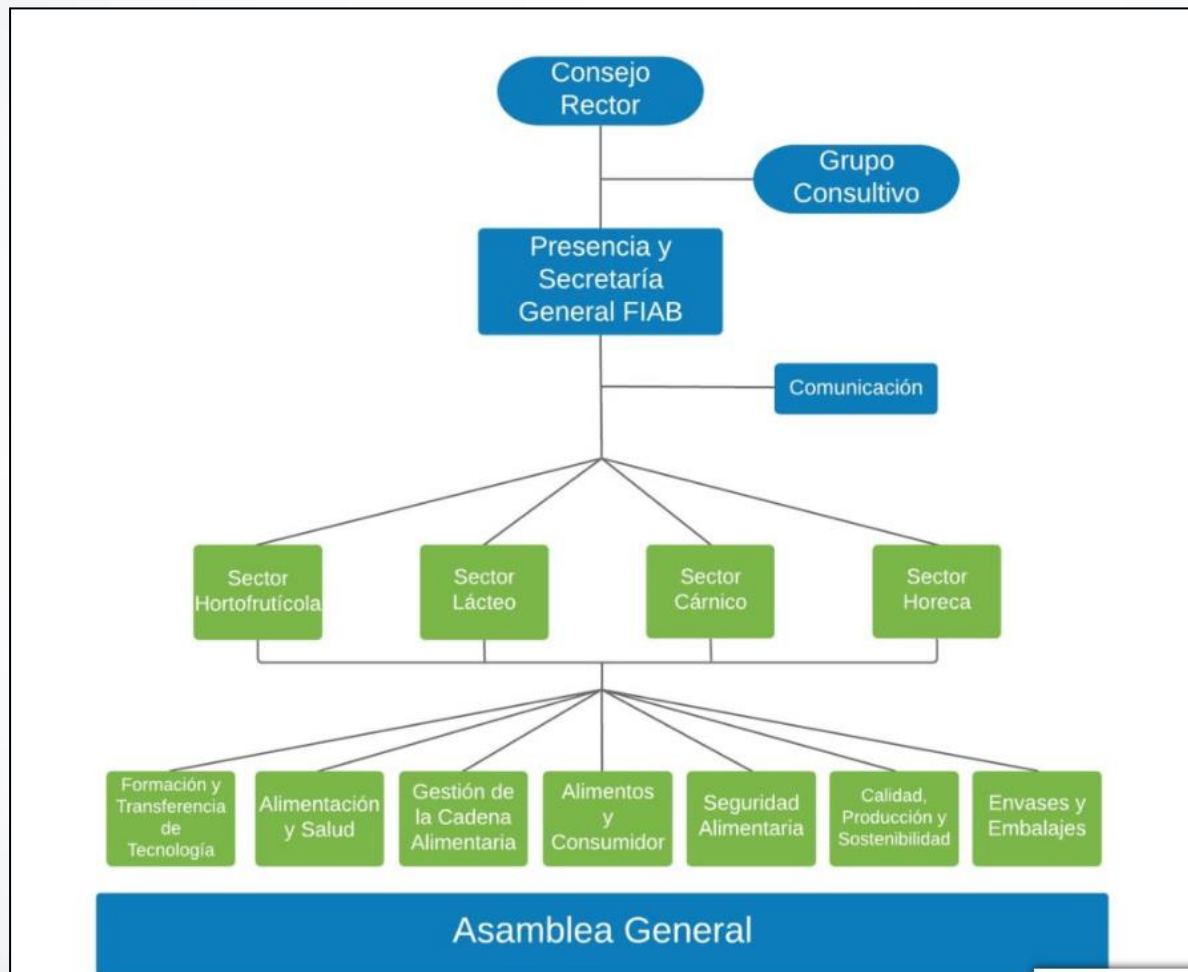 Consejo
Rector
Grupo
Consultivo
Presencia y
Secretaría
General FIAB
Comunicación
Sector
Hortofrutícola
Sector
Lácteo
Sector
Cárnico
Sector
Horeca
Formación y
Transferencia
de
Tecnología
Alimentación
y Salud
Gestión de
la Cadena
Alimentaria
Alimentos
y
Consumidor
Seguridad
Alimentaria
Calidad,
Producción y
Sostenibilidad
Envases y
Embalajes
Asamblea General